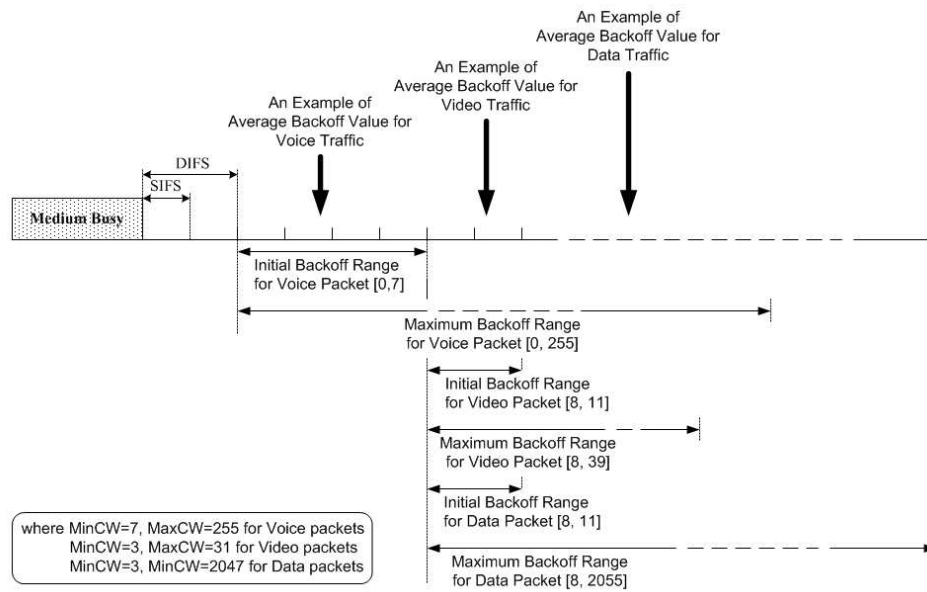 An Example of
Average Backoff Value for
Data Traffic
An Example of
Average Backoff Value for
Video Traffic
An Example of
Average Backoff Value for
Voice Traffic
DIFS
SIFS
Medium Busy
Initial Backoff Range
for Voice Packet [0,7]
Maximum Backoff Range
for Voice Packet [0, 255]
Initial Backoff Range
for Video Packet [8, 11]
Maximum Backoff Range
for Video Packet [8, 39]
Initial Backoff Range
for Data Packet [8, 11]
Maximum Backoff Range
for Data Packet [8, 2055]
where MinCW=7, MaxCW=255 for Voice packets
MinCW=3, MaxCW=31 for Video packets
MinCW=3, MinCW=2047 for Data packets